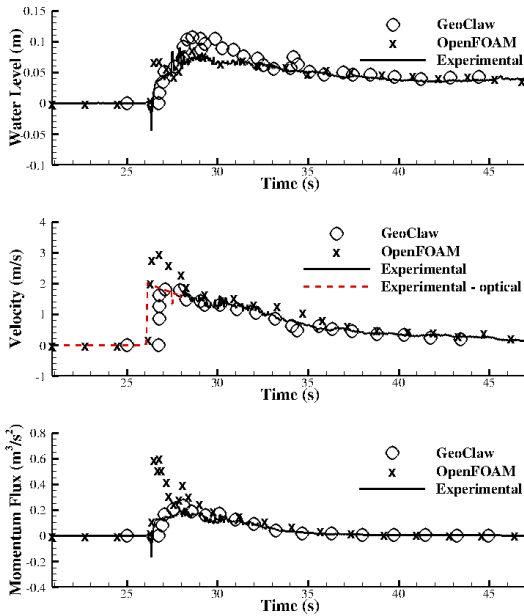 0.15
0.1
0.05
0
-0.05
-0.1
Water Level (m)
GeoClaw
OpenFOAM
Experimental
25 30 35 40 45
Time (s)
4
3
2
1
0
-1
Velocity (m/s)
GeoClaw
OpenFOAM
Experimental
Experimental - optical
25 30 35 40 45
Time (s)
0.8
0.6
0.4
0.2
0
-0.2
-0.4
Momentum Flux (m³/s²)
GeoClaw
OpenFOAM
Experimental
25 30 35 40 45
Time (s)